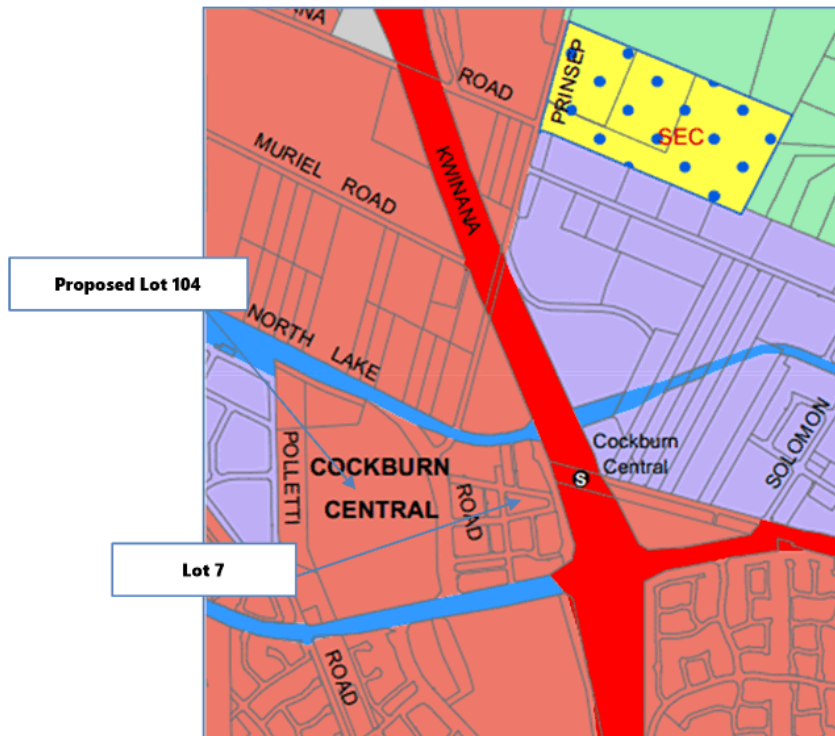 ANA
ROAD
PRINSEP
SEC
MURIEL ROAD
KWINANA
Proposed Lot 104
NORTH LAKE
Cockburn
Central
S
SOLOMON
POLLETTI
COCKBURN
CENTRAL
ROAD
Lot 7
ROAD